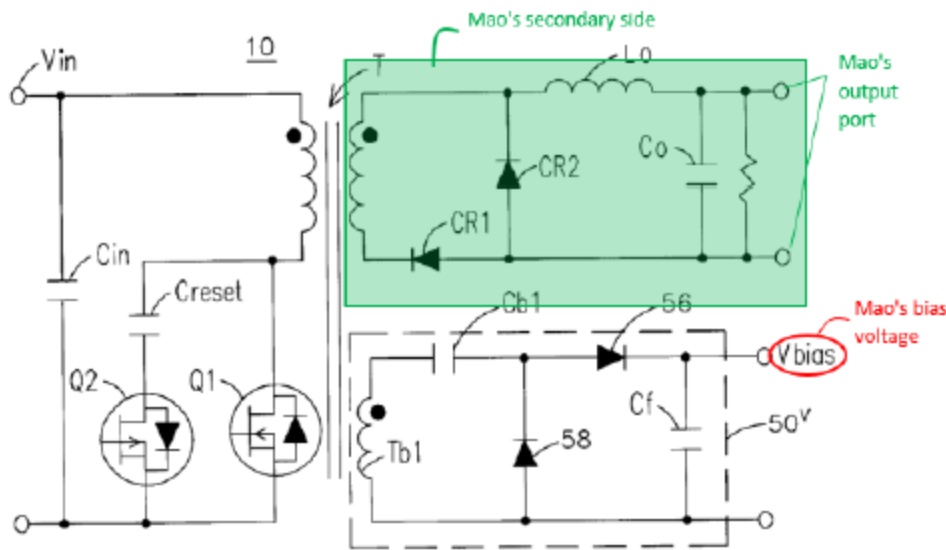 Mao's secondary side
10
Vin
T
Lo
Mao's
output
port
Co
CR2
CR1
Cin
Creset
Cb1
56
Mao's bias
voltage
Vbias
Q2
Q1
Cf
50ᵛ
58
Tb1